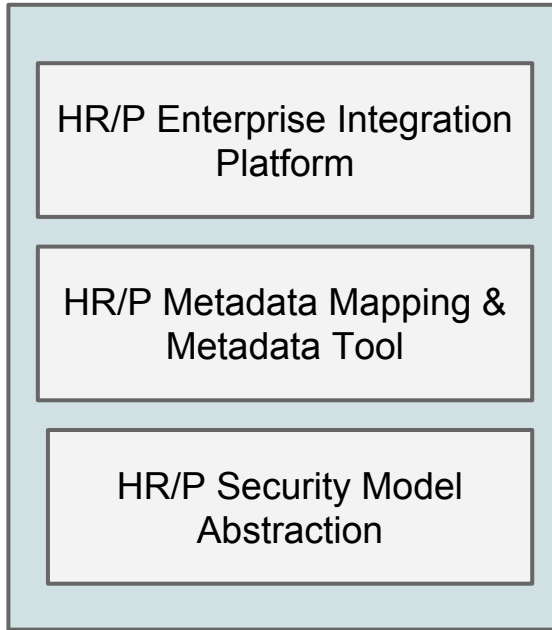 HR/P Enterprise Integration
Platform
HR/P Metadata Mapping &
Metadata Tool
HR/P Security Model
Abstraction